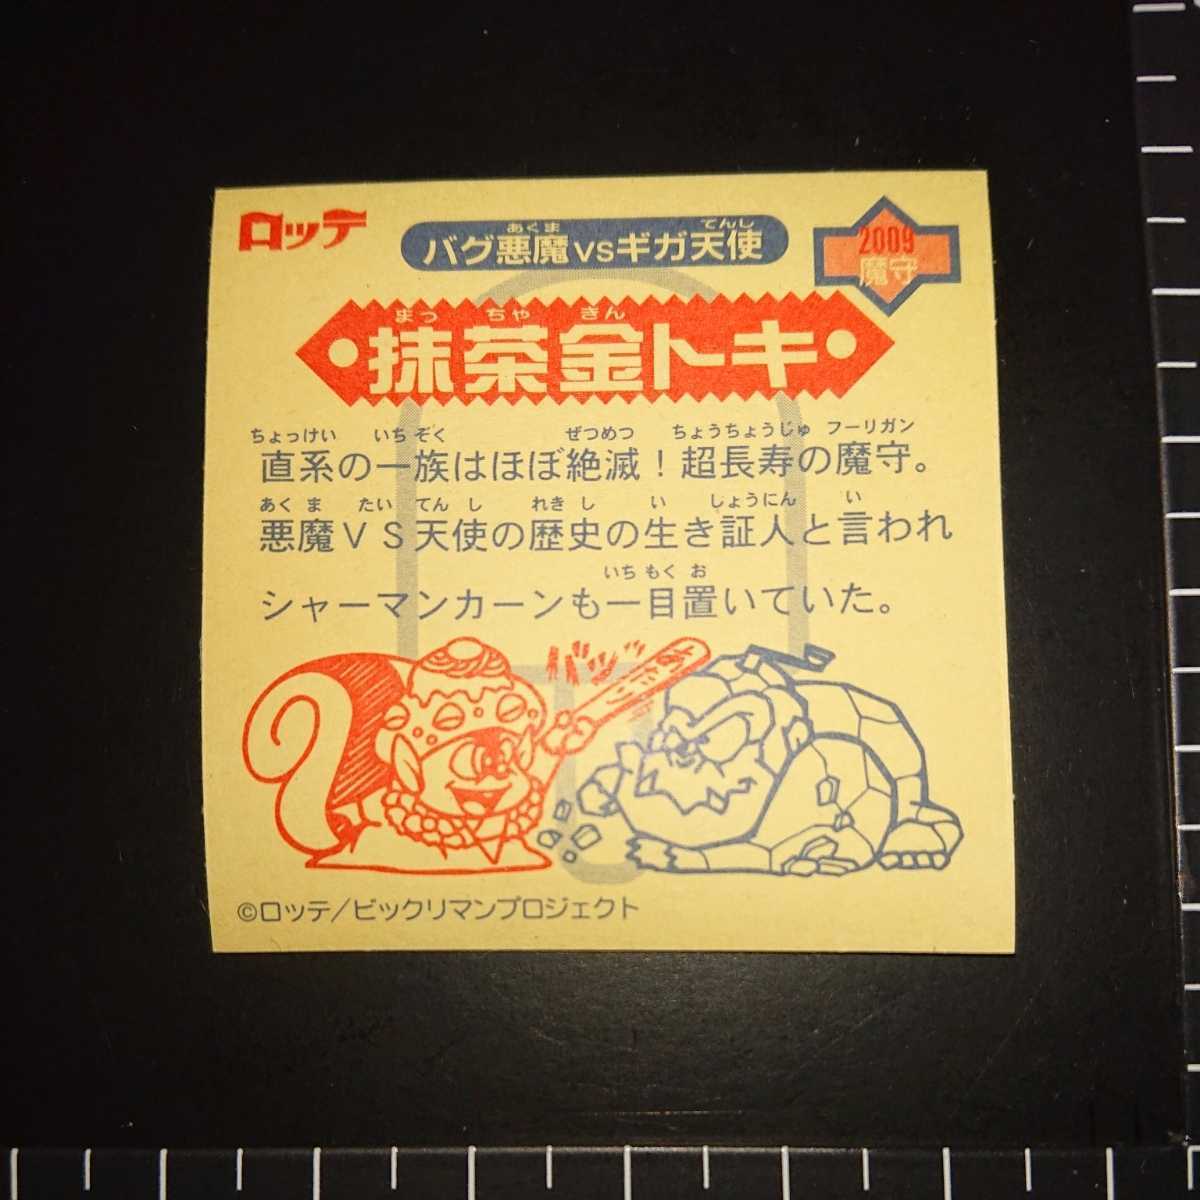 ロッテ
あくま てんし
バグ悪魔vsギガ天使
2009
魔守
まっ ちゃ きん
抹茶金トキ
ちょっけい いち ぞく ぜつめつ ちょうちょうじゅ フーリガン
直系の一族はほぼ絶滅！超長寿の魔守。
あく ま たい てん し れき し い しょうにん い
悪魔ＶＳ天使の歴史の生き証人と言われ
いち もく お
シャーマンカーンも一目置いていた。
バッ
あたり
©ロッテ/ビックリマンプロジェクト